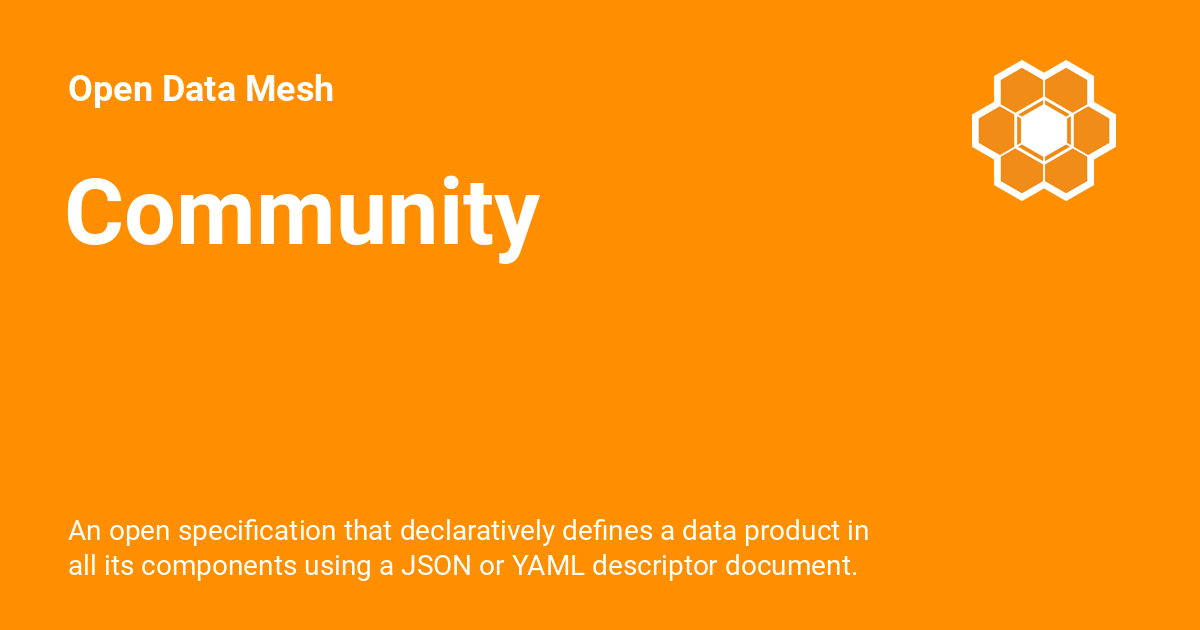 Open Data Mesh
Community
An open specification that declaratively defines a data product in
all its components using a JSON or YAML descriptor document.